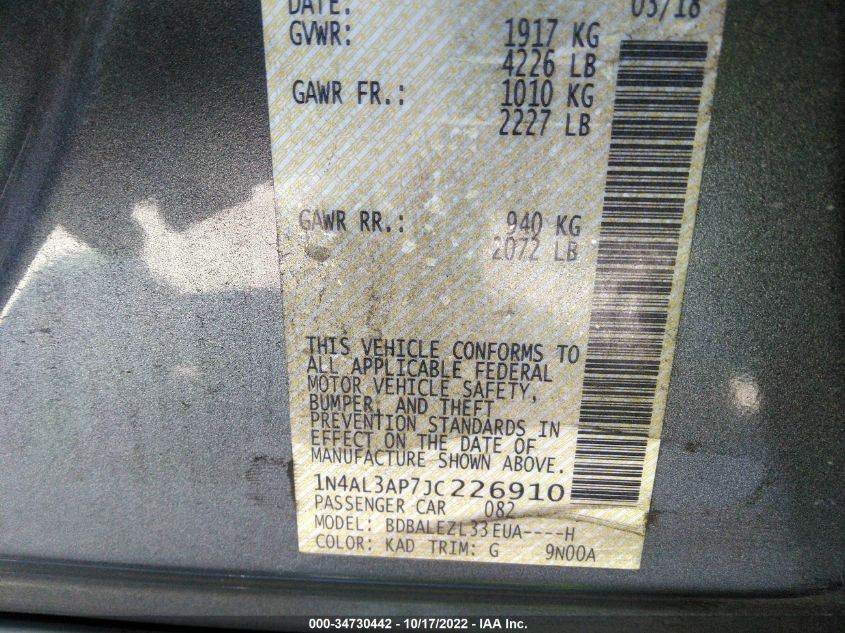 DATE: 03/18
GVWR: 1917 KG
4226 LB
GAWR FR.: 1010 KG
2227 LB
GAWR RR.: 940 KG
2072 LB
THIS VEHICLE CONFORMS TO
ALL APPLICABLE FEDERAL
MOTOR VEHICLE SAFETY,
BUMPER, AND THEFT
PREVENTION STANDARDS IN
EFFECT ON THE DATE OF
MANUFACTURE SHOWN ABOVE.
1N4AL3AP7JC226910
PASSENGER CAR 082
MODEL: BDBALEZL33EUA----H
COLOR: KAD TRIM: G 9N00A
000-34730442 - 10/17/2022 - IAA Inc.